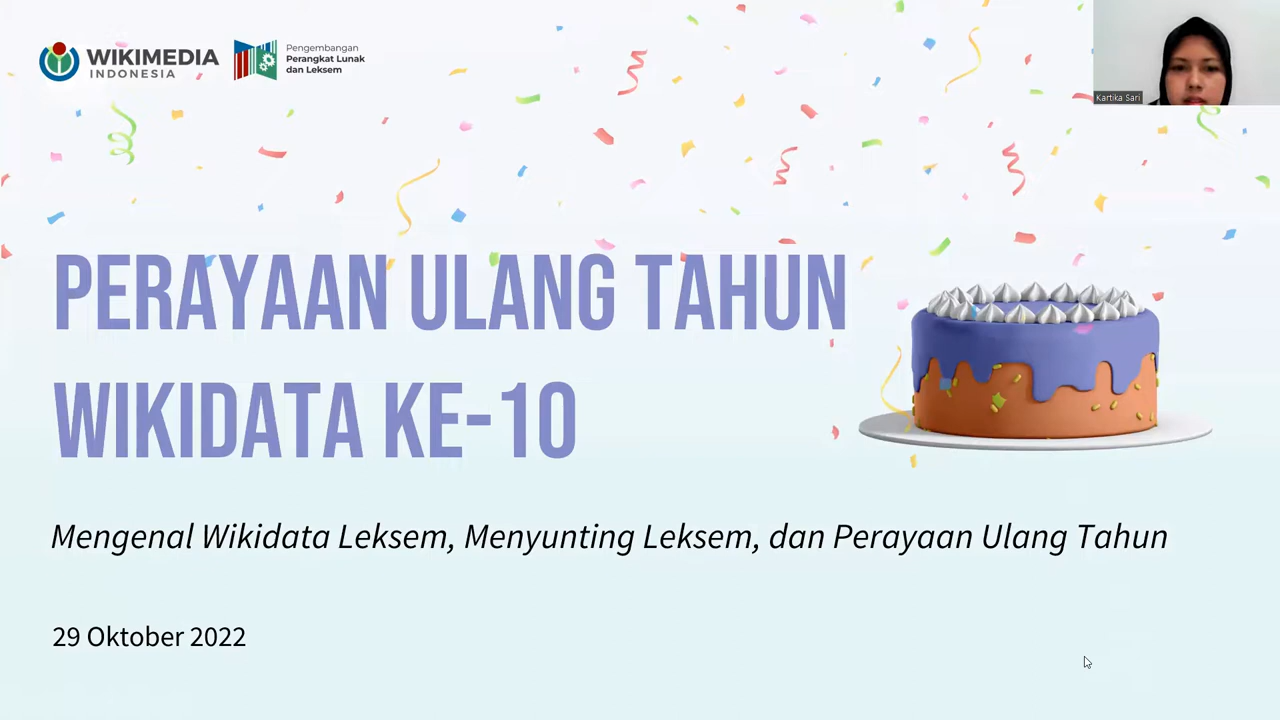 WIKIMEDIA
INDONESIA
Pengembangan
Perangkat Lunak
dan Leksem
Kartika Sari
PERAYAAN ULANG TAHUN
WIKIDATA KE-10
Mengenal Wikidata Leksem, Menyunting Leksem, dan Perayaan Ulang Tahun
29 Oktober 2022